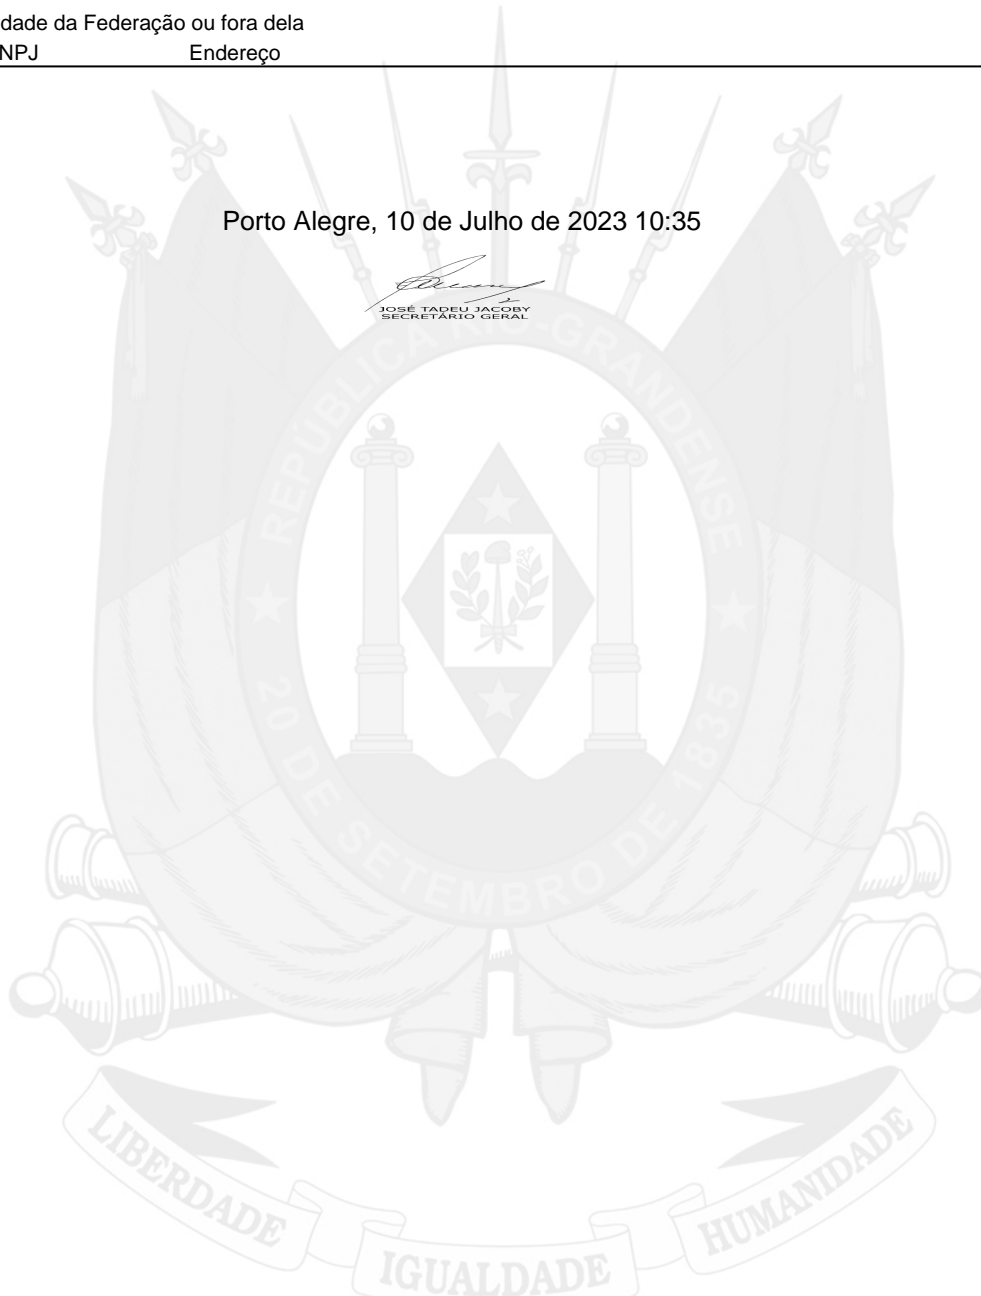 dade da Federação ou fora dela
NPJ Endereço
Porto Alegre, 10 de Julho de 2023 10:35
JOSÉ TADEU JACOBY
SECRETÁRIO GERAL
REPÚBLICA RIO-GRANDENSE
20 DE SETEMBRO DE 1835
LIBERDADE
IGUALDADE
HUMANIDADE